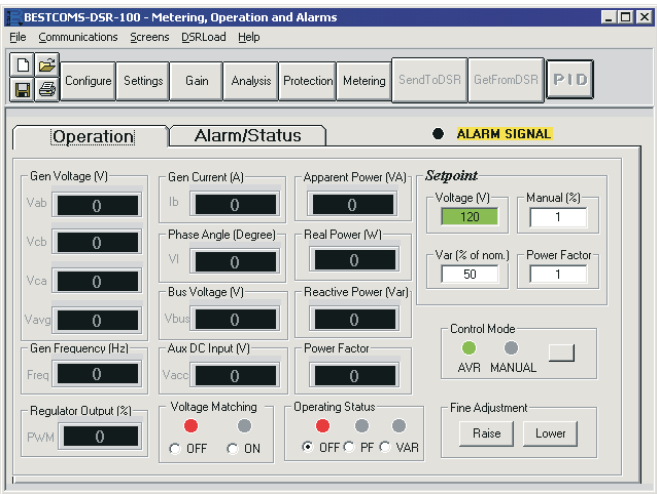 BESTCOMS-DSR-100 - Metering, Operation and Alarms
File Communications Screens DSRLoad Help
Configure Settings Gain Analysis Protection Metering SendToDSR GetFromDSR PID
Operation Alarm/Status ALARM SIGNAL
Gen Voltage (V) Gen Current (A) Apparent Power (VA) Setpoint
Vab 0 Ib 0 0 Voltage (V) Manual (%)
120 1
Vcb 0 Phase Angle (Degree) Real Power (W)
VI 0 0 Var (% of nom.) Power Factor
50 1
Vca 0 Bus Voltage (V) Reactive Power (Var)
Vavg 0 Vbus 0 0
Control Mode
Gen Frequency (Hz) Aux DC Input (V) Power Factor
Freq 0 Vacc 0 0 AVR MANUAL
Regulator Output (%) Voltage Matching Operating Status Fine Adjustment
PWM 0 OFF ON OFF PF VAR Raise Lower